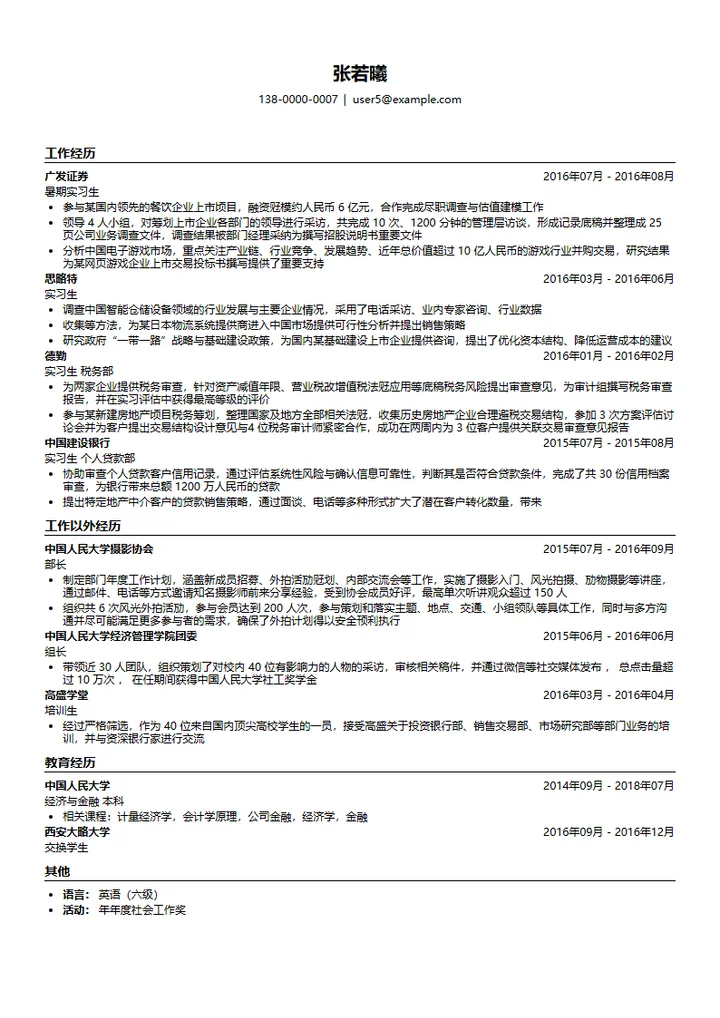 张若曦
138-0000-0007 | user5@example.com
工作经历
广发证券 2016年07月 - 2016年08月
暑期实习生
• 参与某国内领先的餐饮企业上市项目，融资规模约人民币 6 亿元，合作完成尽职调查与估值建模工作
• 领导 4 人小组，对筹划上市企业各部门的领导进行采访，共完成 10 次、1200 分钟的管理层访谈，形成记录底稿并整理成 25
页公司业务调查文件，调查结果被部门经理采纳为撰写招股说明书重要文件
• 分析中国电子游戏市场，重点关注产业链、行业竞争、发展趋势、近年总价值超过 10 亿人民币的游戏行业并购交易，研究结果
为某网页游戏企业上市交易投标书撰写提供了重要支持
思略特 2016年03月 - 2016年06月
实习生
• 调查中国智能仓储设备领域的行业发展与主要企业情况，采用了电话采访、业内专家咨询、行业数据
• 收集等方法，为某日本物流系统提供商进入中国市场提供可行性分析并提出销售策略
• 研究政府“一带一路”战略与基础建设政策，为国内某基础建设上市企业提供咨询，提出了优化资本结构、降低运营成本的建议
德勤 2016年01月 - 2016年02月
实习生 税务部
• 为两家企业提供税务审查，针对资产减值年限、营业税改增值税法规应用等底稿税务风险提出审查意见，为审计组撰写税务审查
报告，并在实习评估中获得最高等级的评价
• 参与某新建房地产项目税务筹划，整理国家及地方全部相关法规，收集历史房地产企业合理避税交易结构，参加 3 次方案评估讨
论会并为客户提出交易结构设计意见与4 位税务审计师紧密合作，成功在两周内为 3 位客户提供关联交易审查意见报告
中国建设银行 2015年07月 - 2015年08月
实习生 个人贷款部
• 协助审查个人贷款客户信用记录，通过评估系统性风险与确认信息可靠性，判断其是否符合贷款条件，完成了共 30 份信用档案
审查，为银行带来总额 1200 万人民币的贷款
• 提出特定地产中介客户的贷款销售策略，通过面谈、电话等多种形式扩大了潜在客户转化数量，带来
工作以外经历
中国人民大学摄影协会 2015年07月 - 2016年09月
部长
• 制定部门年度工作计划，涵盖新成员招募、外拍活动规划、内部交流会等工作，实施了摄影入门、风光拍摄、动物摄影等讲座，
通过邮件、电话等方式邀请知名摄影师前来分享经验，受到协会成员好评，最高单次听讲观众超过 150 人
• 组织共 6 次风光外拍活动，参与会员达到 200 人次，参与策划和落实主题、地点、交通、小组领队等具体工作，同时与多方沟
通并尽可能满足更多参与者的需求，确保了外拍计划得以安全顺利执行
中国人民大学经济管理学院团委 2015年06月 - 2016年06月
组长
• 带领近 30 人团队，组织策划了对校内 40 位有影响力的人物的采访，审核相关稿件，并通过微信等社交媒体发布 ， 总点击量超
过 10 万次 ， 在任期间获得中国人民大学社工奖学金
高盛学堂 2016年03月 - 2016年04月
培训生
• 经过严格筛选，作为 40 位来自国内顶尖高校学生的一员，接受高盛关于投资银行部、销售交易部、市场研究部等部门业务的培
训，并与资深银行家进行交流
教育经历
中国人民大学 2014年09月 - 2018年07月
经济与金融 本科
• 相关课程：计量经济学，会计学原理，公司金融，经济学，金融
西安大略大学 2016年09月 - 2016年12月
交换学生
其他
• 语言： 英语（六级）
• 活动： 年年度社会工作奖